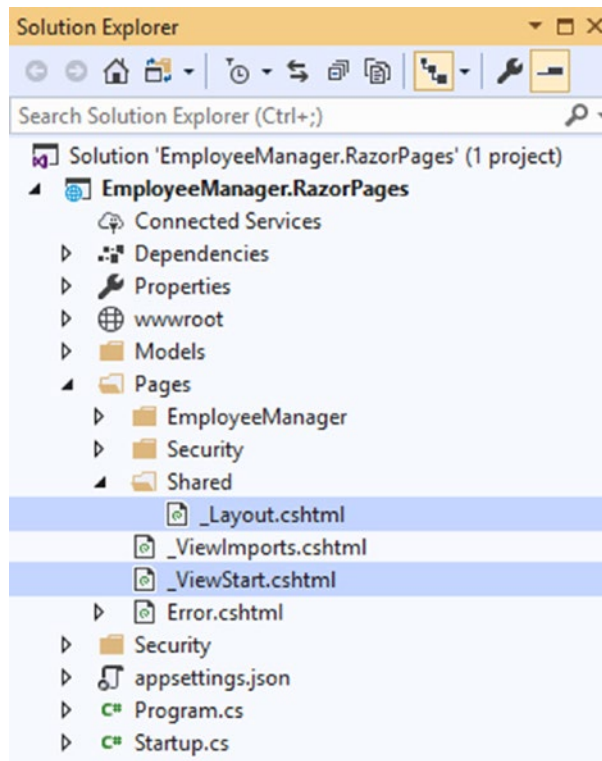 Solution Explorer
Search Solution Explorer (Ctrl+;)
Solution 'EmployeeManager.RazorPages' (1 project)
EmployeeManager.RazorPages
Connected Services
Dependencies
Properties
wwwroot
Models
Pages
EmployeeManager
Security
Shared
_Layout.cshtml
_ViewImports.cshtml
_ViewStart.cshtml
Error.cshtml
Security
appsettings.json
C# Program.cs
C# Startup.cs